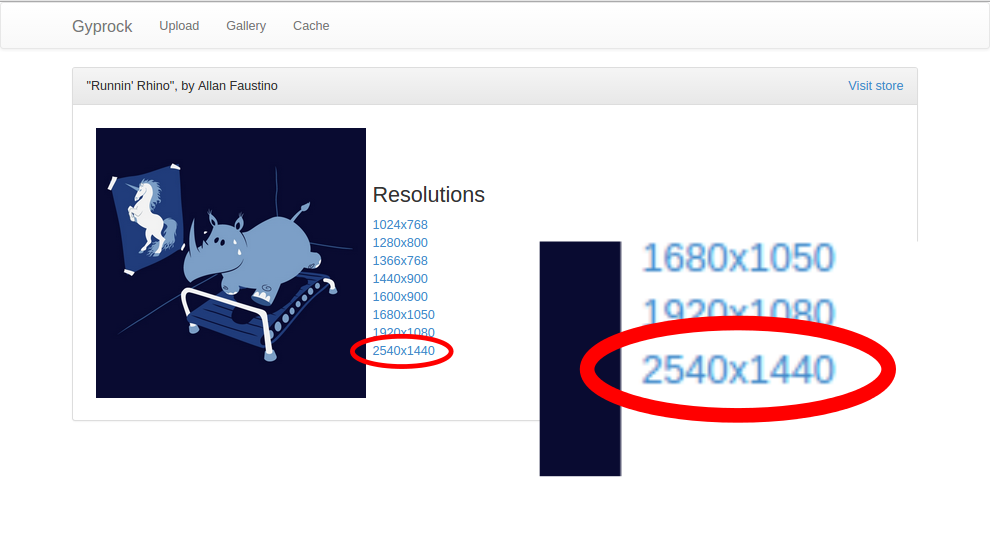 Gyprock Upload Gallery Cache
"Runnin' Rhino", by Allan Faustino Visit store
Resolutions
1024x768
1280x800
1366x768
1440x900
1600x900
1680x1050
1920x1080
2540x1440
1680x1050
1920x1080
2540x1440